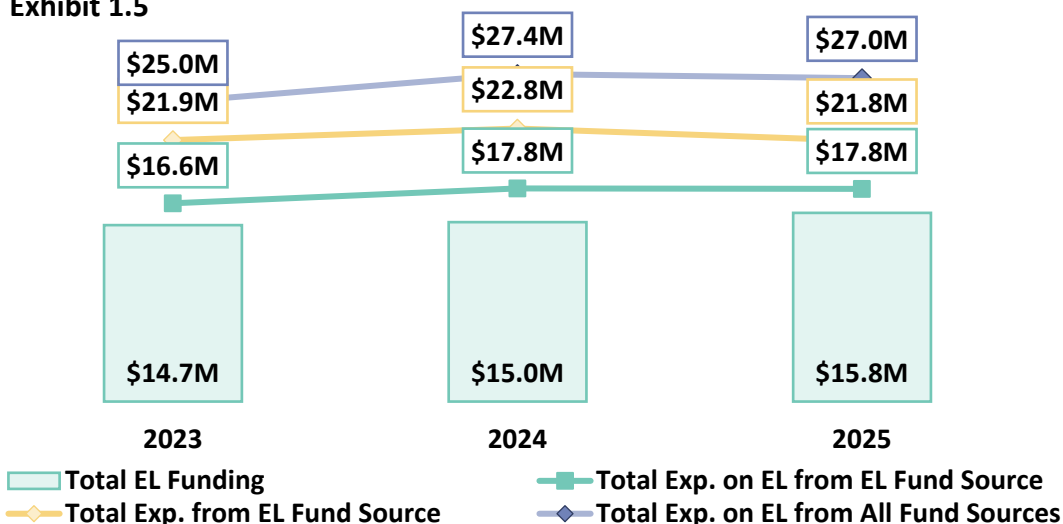 Exhibit 1.5
$25.0M
$27.4M
$27.0M
$21.9M
$22.8M
$21.8M
$16.6M
$17.8M
$17.8M
$14.7M
$15.0M
$15.8M
2023
2024
2025
Total EL Funding
Total Exp. on EL from EL Fund Source
Total Exp. from EL Fund Source
Total Exp. on EL from All Fund Sources